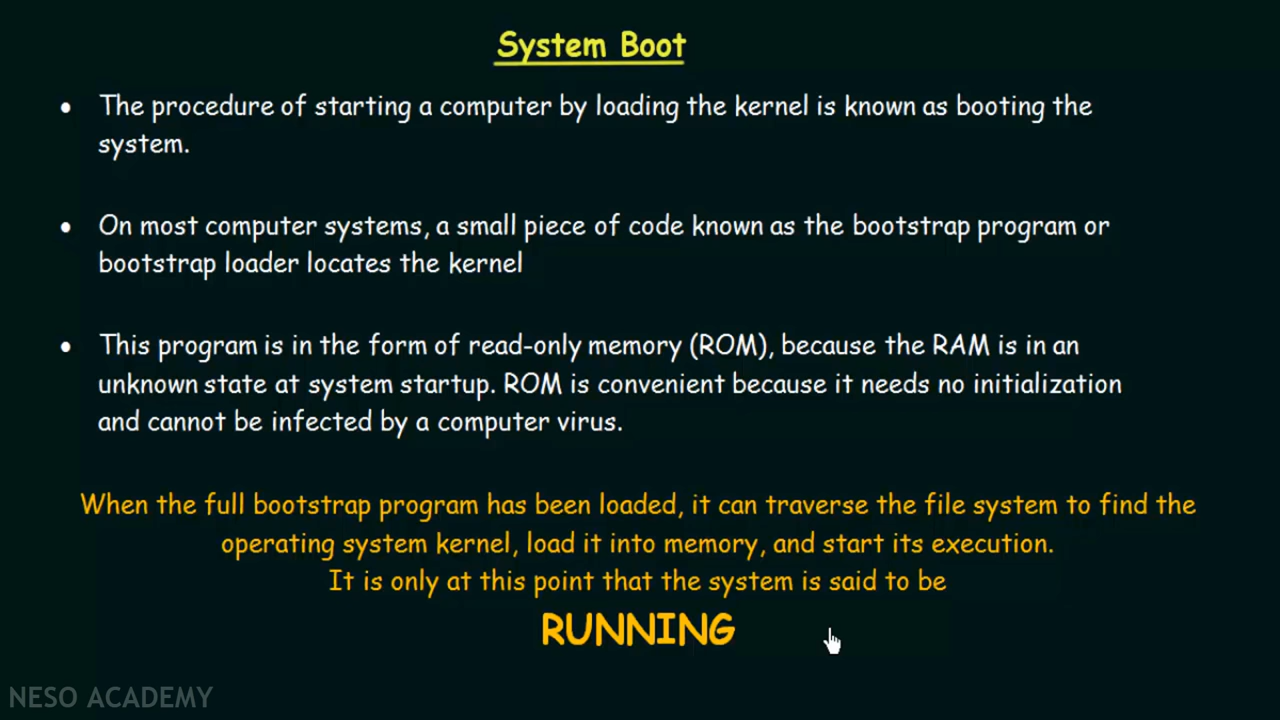 System Boot
• The procedure of starting a computer by loading the kernel is known as booting the
system.
• On most computer systems, a small piece of code known as the bootstrap program or
bootstrap loader locates the kernel
• This program is in the form of read-only memory (ROM), because the RAM is in an
unknown state at system startup. ROM is convenient because it needs no initialization
and cannot be infected by a computer virus.
When the full bootstrap program has been loaded, it can traverse the file system to find the
operating system kernel, load it into memory, and start its execution.
It is only at this point that the system is said to be
RUNNING
NESO ACADEMY